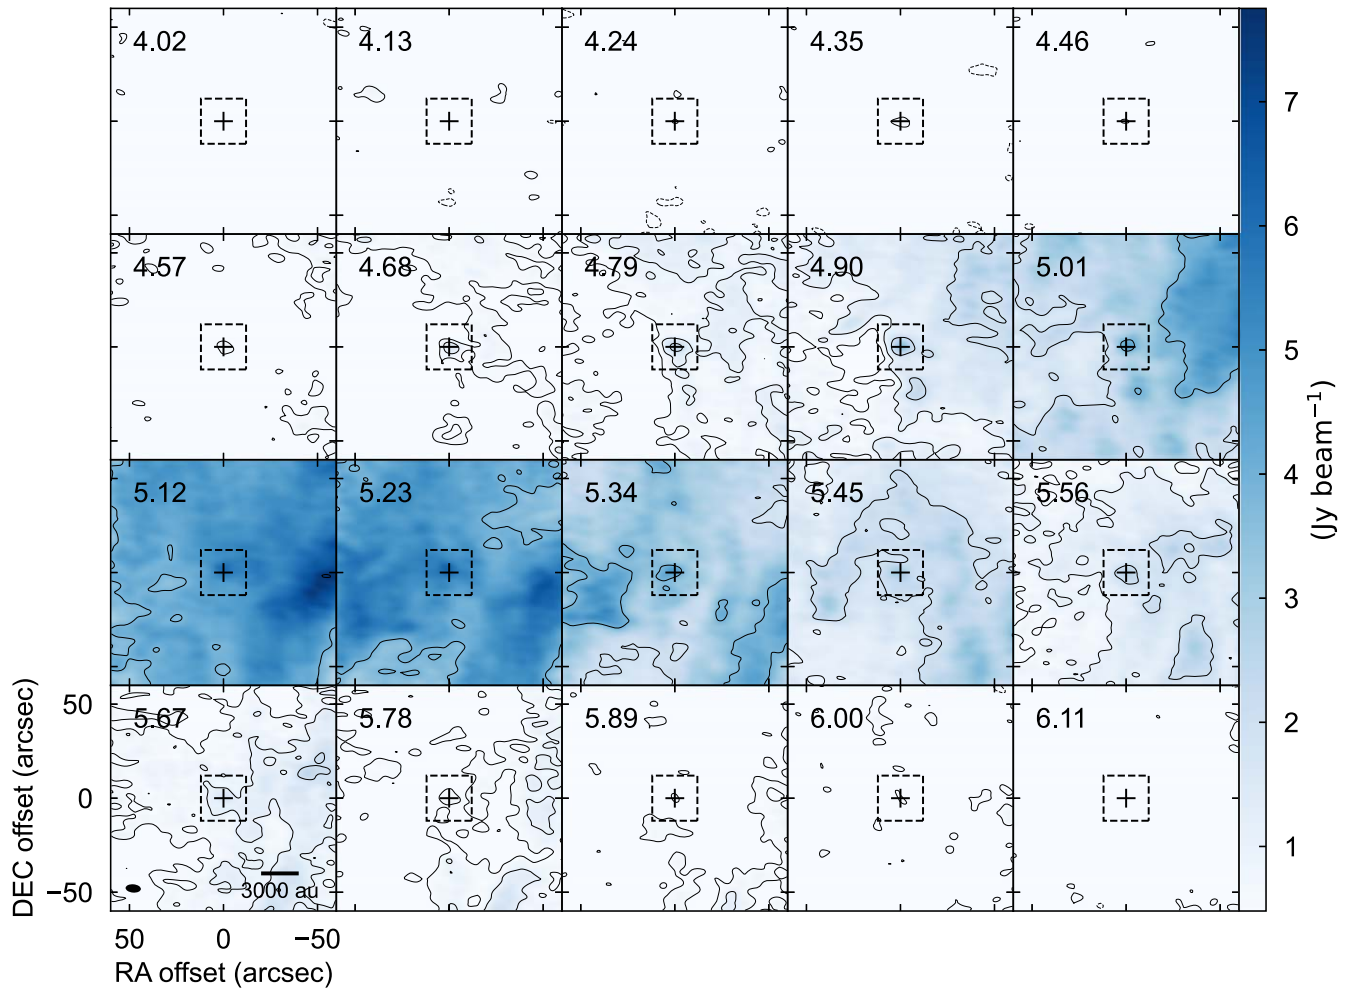 4.02 4.13 4.24 4.35 4.46
4.57 4.68 4.79 4.90 5.01
5.12 5.23 5.34 5.45 5.56
5.67 5.78 5.89 6.00 6.11
3000 au
50
0
−50
DEC offset (arcsec)
50 0 −50
RA offset (arcsec)
7
6
5
4
3
2
1
(Jy beam⁻¹)